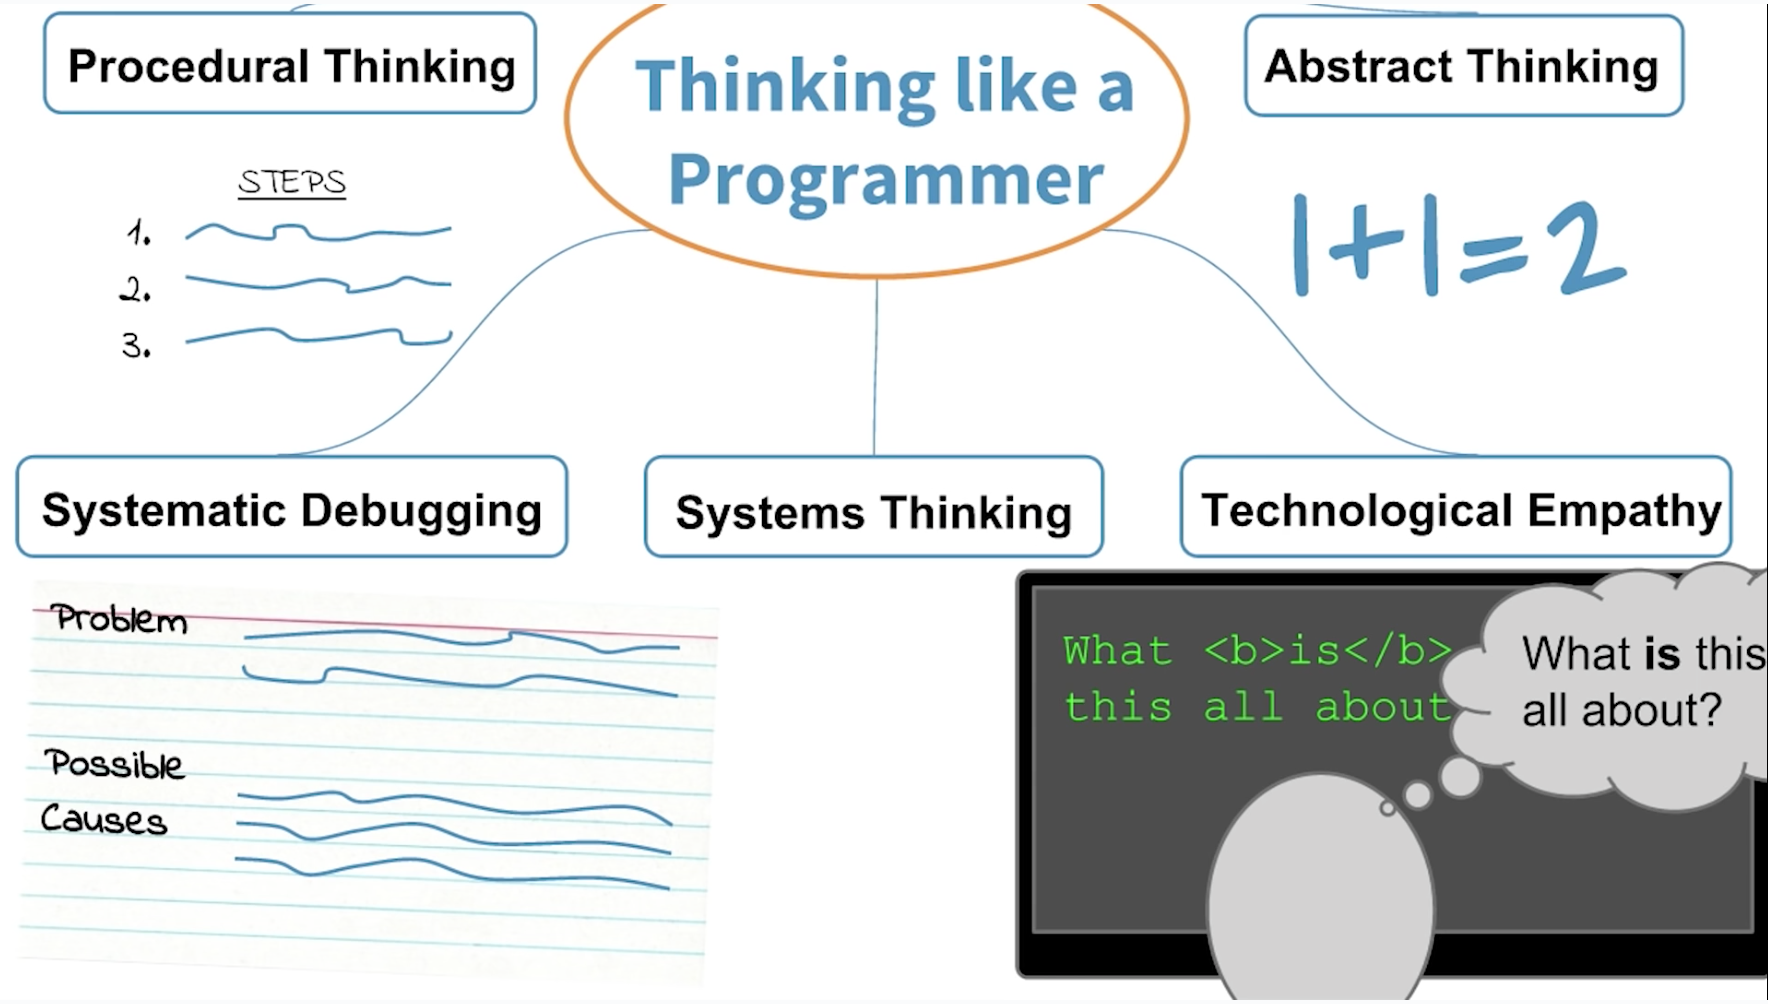 Thinking like a
Programmer
Procedural Thinking
STEPS
1.
2.
3.
Abstract Thinking
1+1=2
Systematic Debugging
Problem
Possible
Causes
Systems Thinking
Technological Empathy
What <b>is</b>
this all about
What is this
all about?